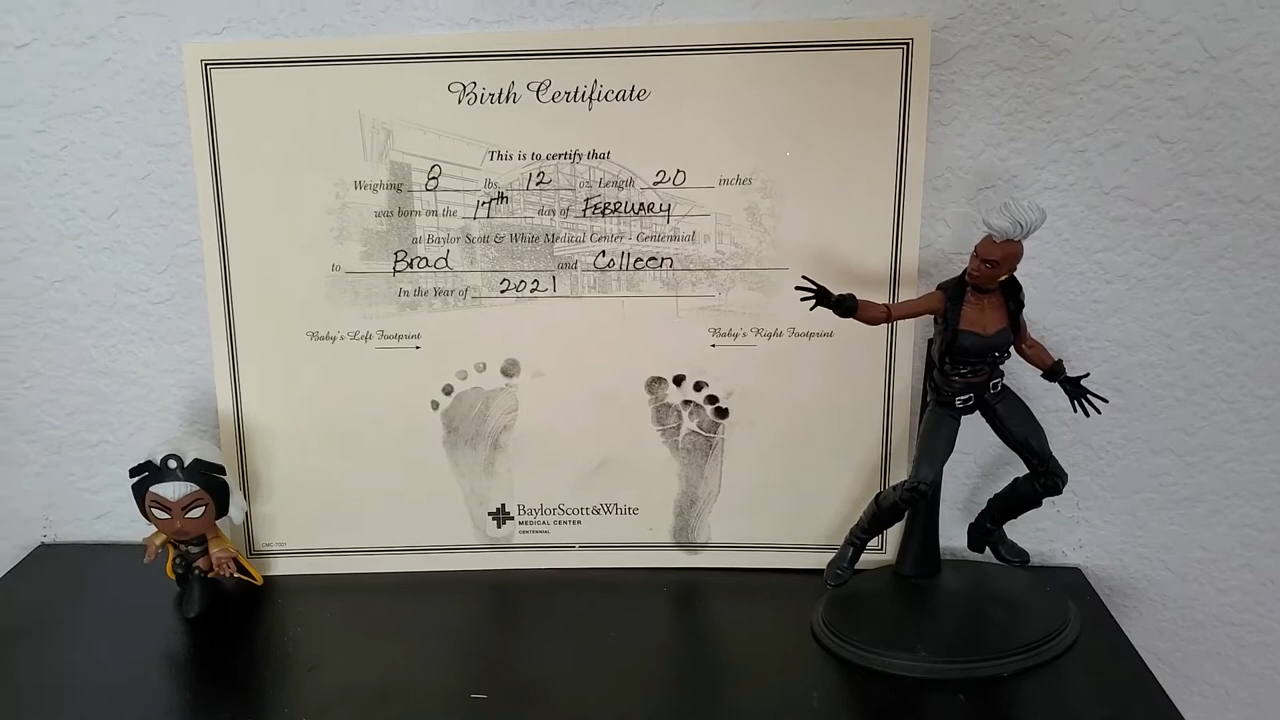 Birth Certificate
This is to certify that
Weighing 8 lbs. 12 oz. Length 20 inches
was born on the 17th day of FEBRUARY
at Baylor Scott & White Medical Center - Centennial
to Brad and Colleen
In the Year of 2021.
Baby's Left Footprint
Baby's Right Footprint
BaylorScott&White
MEDICAL CENTER
CENTENNIAL
CMC-7001